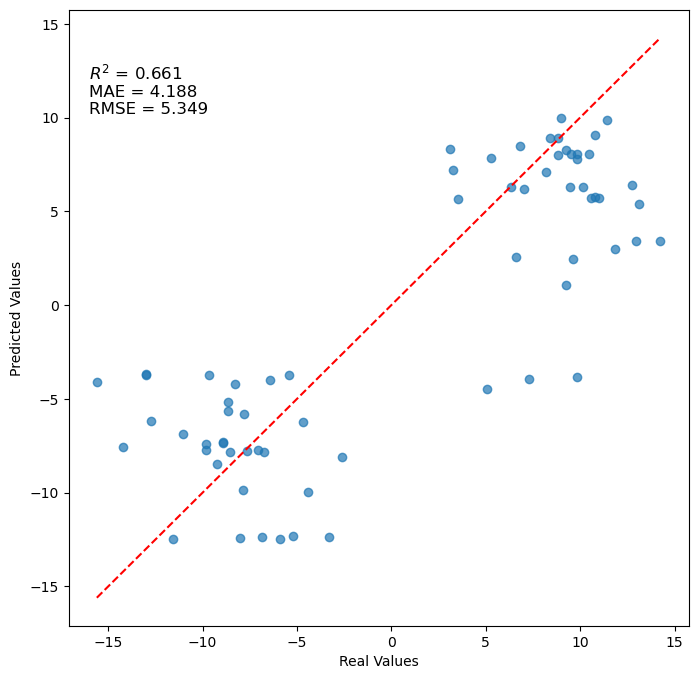 15
10
5
0
−5
−10
−15
R² = 0.661
MAE = 4.188
RMSE = 5.349
Predicted Values
−15 −10 −5 0 5 10 15
Real Values